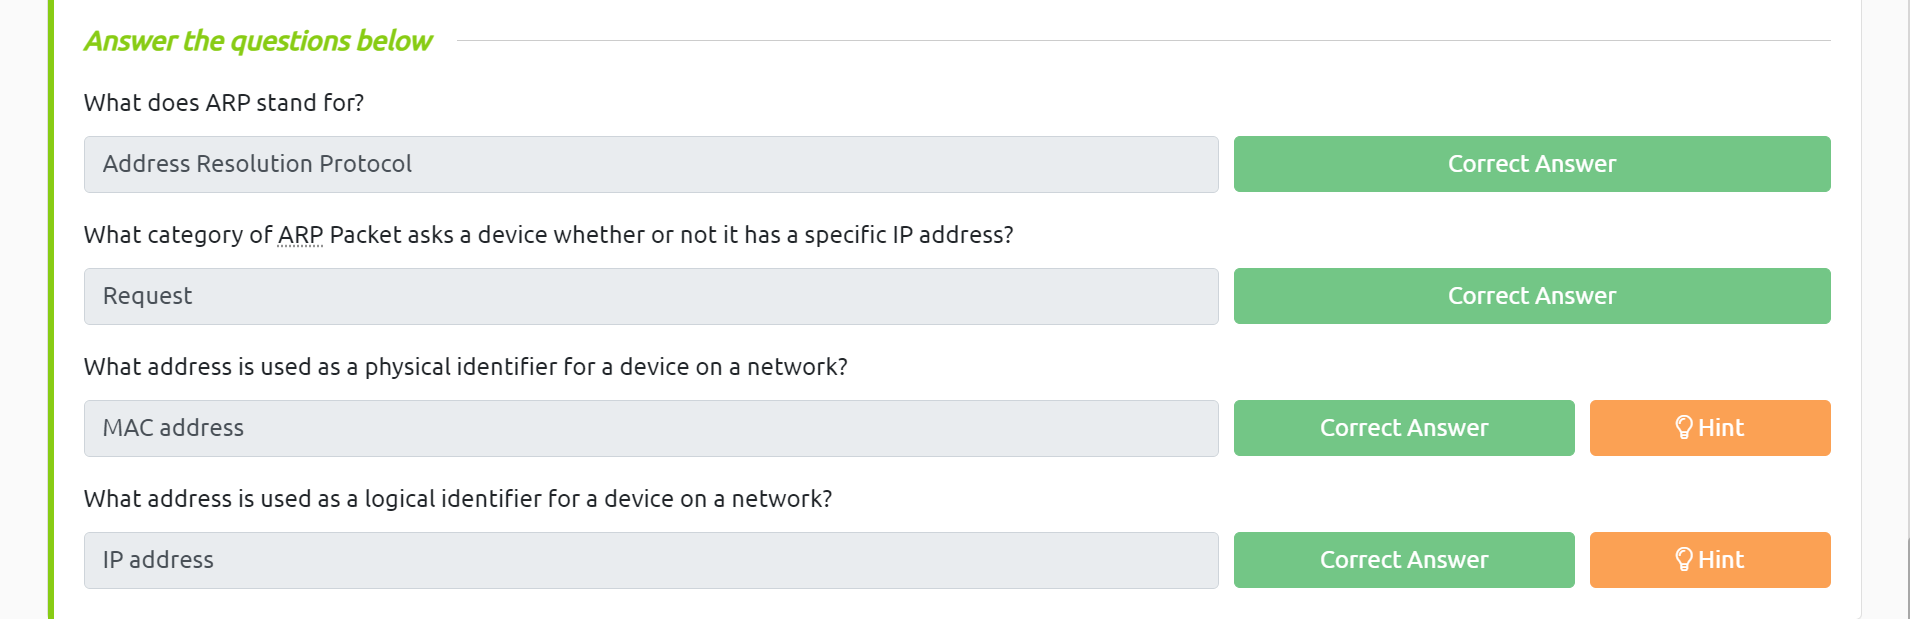 Answer the questions below
What does ARP stand for?
Address Resolution Protocol
Correct Answer
What category of ARP Packet asks a device whether or not it has a specific IP address?
Request
Correct Answer
What address is used as a physical identifier for a device on a network?
MAC address
Correct Answer
Hint
What address is used as a logical identifier for a device on a network?
IP address
Correct Answer
Hint